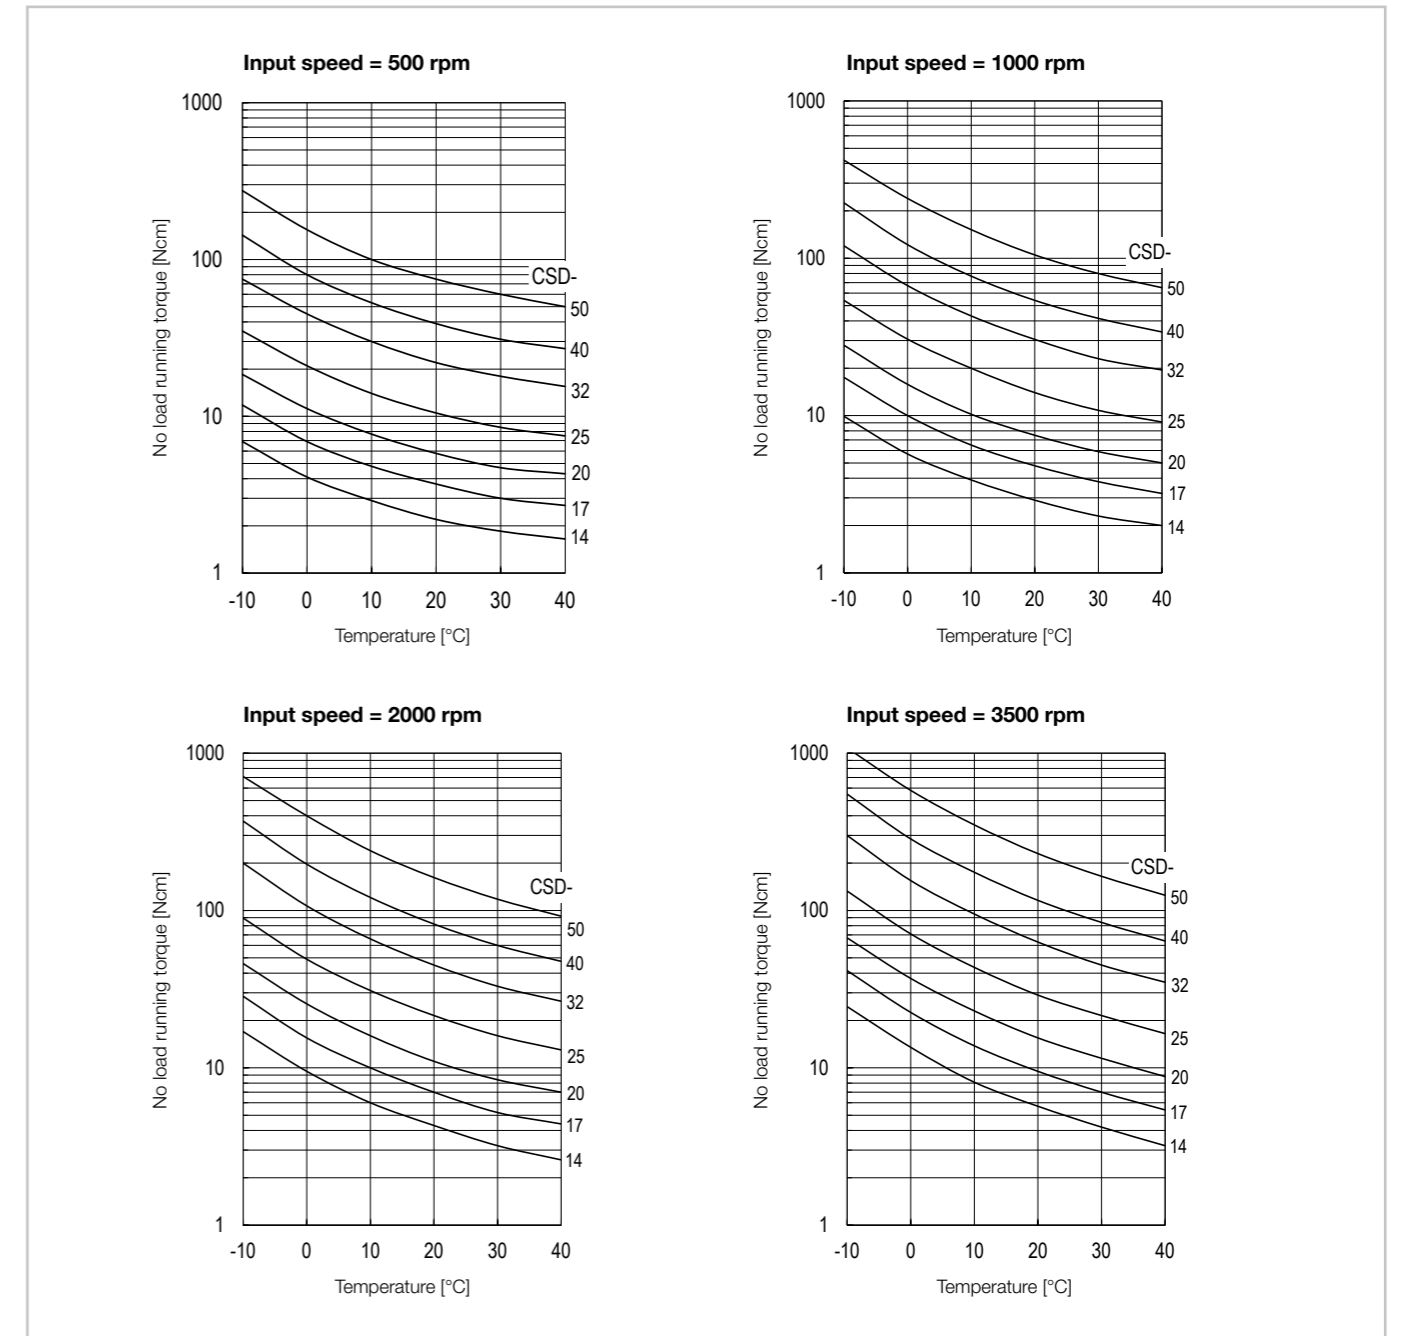 Input speed = 500 rpm
1000
100
10
1
No load running torque [Ncm]
CSD-
50
40
32
25
20
17
14
-10 0 10 20 30 40
Temperature [°C]
Input speed = 1000 rpm
1000
100
10
1
No load running torque [Ncm]
CSD-
50
40
32
25
20
17
14
-10 0 10 20 30 40
Temperature [°C]
Input speed = 2000 rpm
1000
100
10
1
No load running torque [Ncm]
CSD-
50
40
32
25
20
17
14
-10 0 10 20 30 40
Temperature [°C]
Input speed = 3500 rpm
1000
100
10
1
No load running torque [Ncm]
CSD-
50
40
32
25
20
17
14
-10 0 10 20 30 40
Temperature [°C]